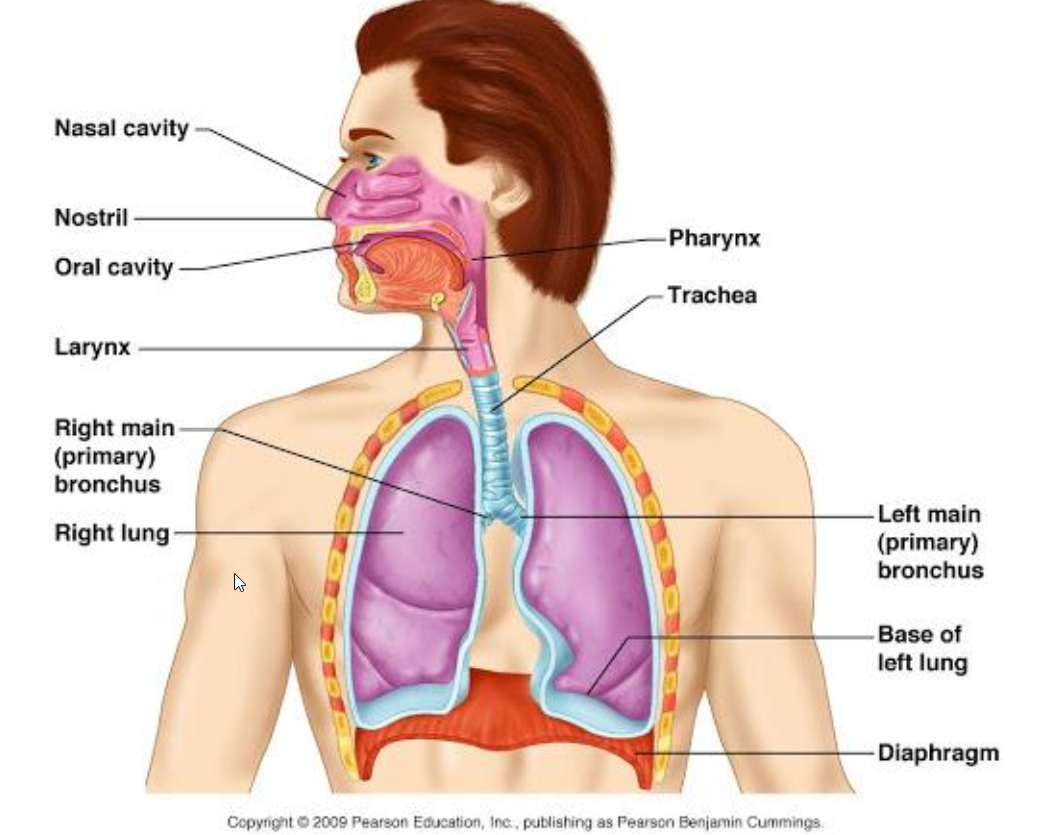 Nasal cavity
Nostril
Oral cavity
Larynx
Right main
(primary)
bronchus
Right lung
Pharynx
Trachea
Left main
(primary)
bronchus
Base of
left lung
Diaphragm
Copyright © 2009 Pearson Education, Inc., publishing as Pearson Benjamin Cummings.